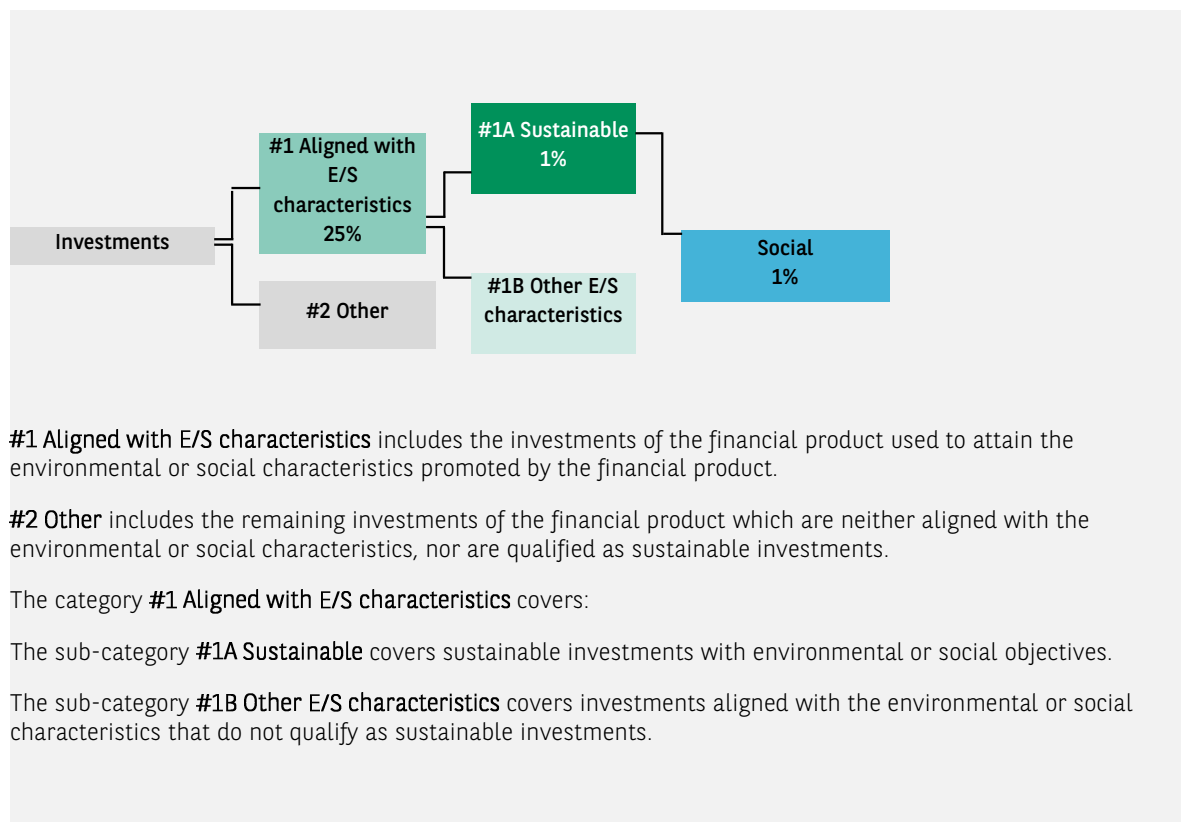 #1A Sustainable
1%
#1 Aligned with
E/S
characteristics
25%
Investments
Social
1%
#2 Other
#1B Other E/S
characteristics
#1 Aligned with E/S characteristics includes the investments of the financial product used to attain the
environmental or social characteristics promoted by the financial product.
#2 Other includes the remaining investments of the financial product which are neither aligned with the
environmental or social characteristics, nor are qualified as sustainable investments.
The category #1 Aligned with E/S characteristics covers:
The sub-category #1A Sustainable covers sustainable investments with environmental or social objectives.
The sub-category #1B Other E/S characteristics covers investments aligned with the environmental or social
characteristics that do not qualify as sustainable investments.